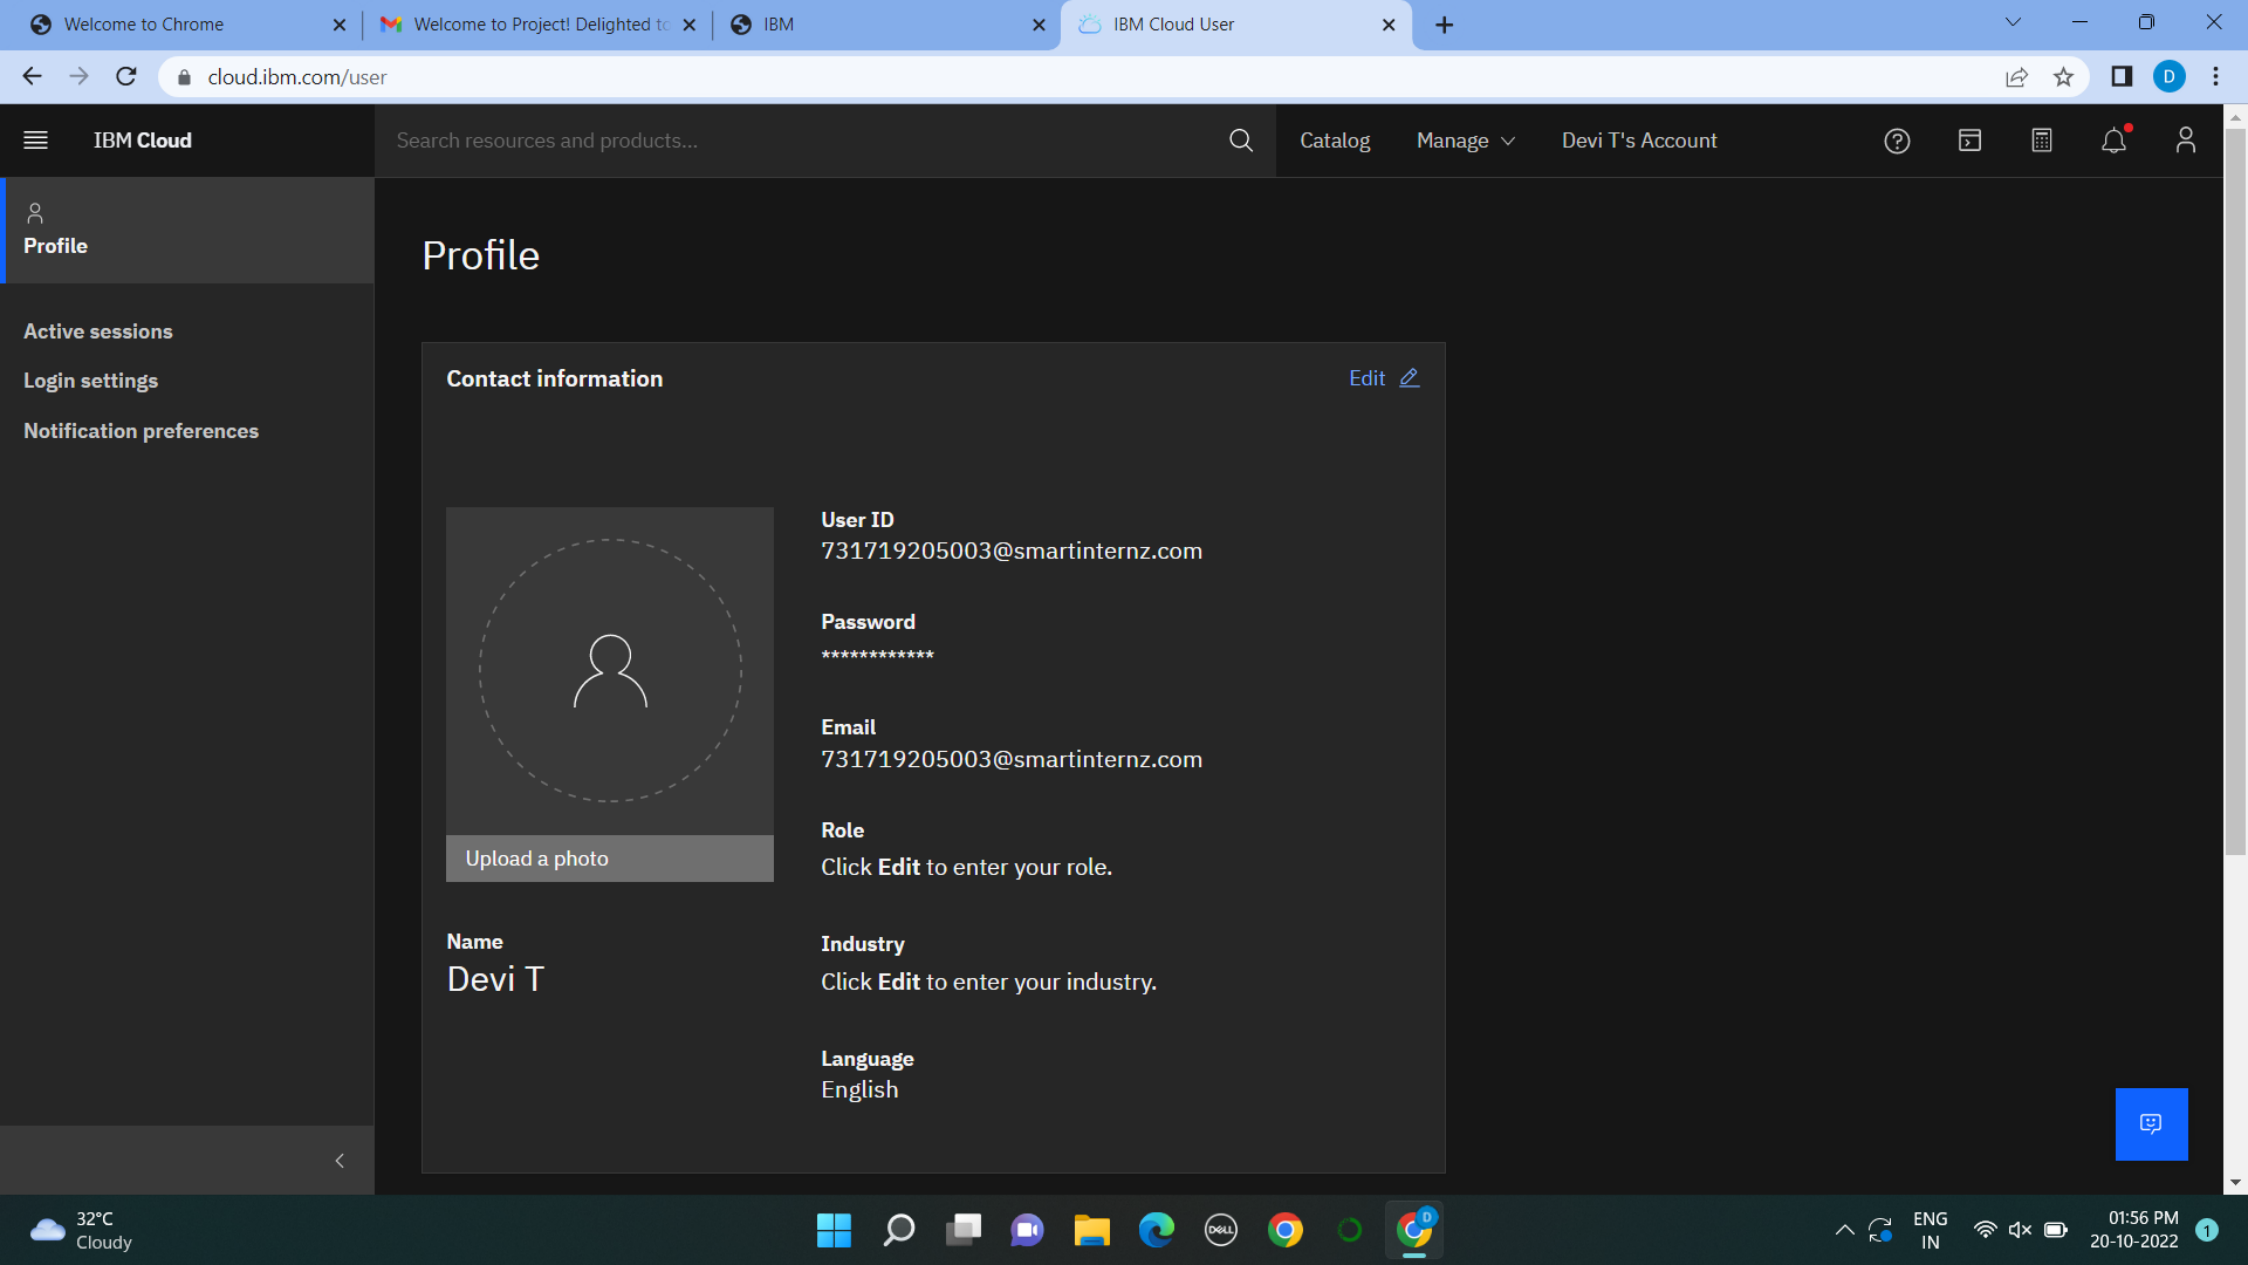 Welcome to Chrome
Welcome to Project! Delighted to
IBM
IBM Cloud User
cloud.ibm.com/user
D
IBM Cloud
Search resources and products...
Catalog
Manage
Devi T's Account
Profile
Active sessions
Login settings
Notification preferences
Profile
Contact information
Edit
User ID
731719205003@smartinternz.com
Password
************
Email
731719205003@smartinternz.com
Role
Click Edit to enter your role.
Upload a photo
Name
Devi T
Industry
Click Edit to enter your industry.
Language
English
32°C
Cloudy
DELL
D
ENG
IN
01:56 PM
20-10-2022
1